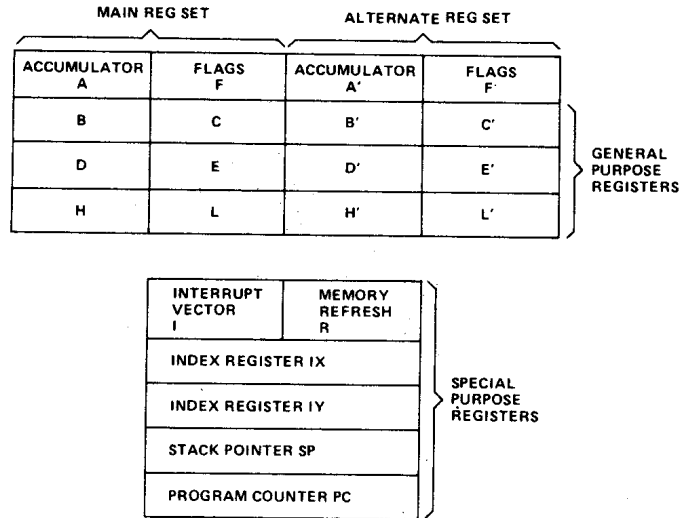 MAIN REG SET
ALTERNATE REG SET
ACCUMULATOR
A
FLAGS
F
ACCUMULATOR
A'
FLAGS
F'
B
C
B'
C'
D
E
D'
E'
H
L
H'
L'
GENERAL
PURPOSE
REGISTERS
INTERRUPT
VECTOR
I
MEMORY
REFRESH
R
INDEX REGISTER IX
INDEX REGISTER IY
STACK POINTER SP
PROGRAM COUNTER PC
SPECIAL
PURPOSE
REGISTERS